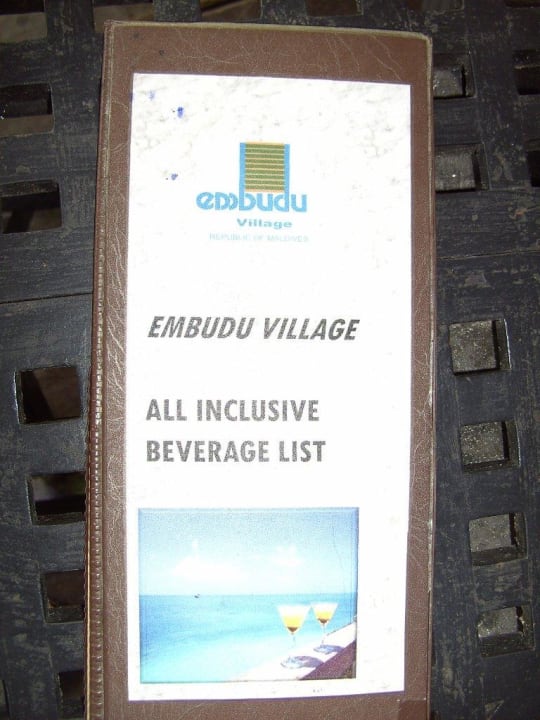 embudu
Village
REPUBLIC OF MALDIVES
EMBUDU VILLAGE
ALL INCLUSIVE
BEVERAGE LIST